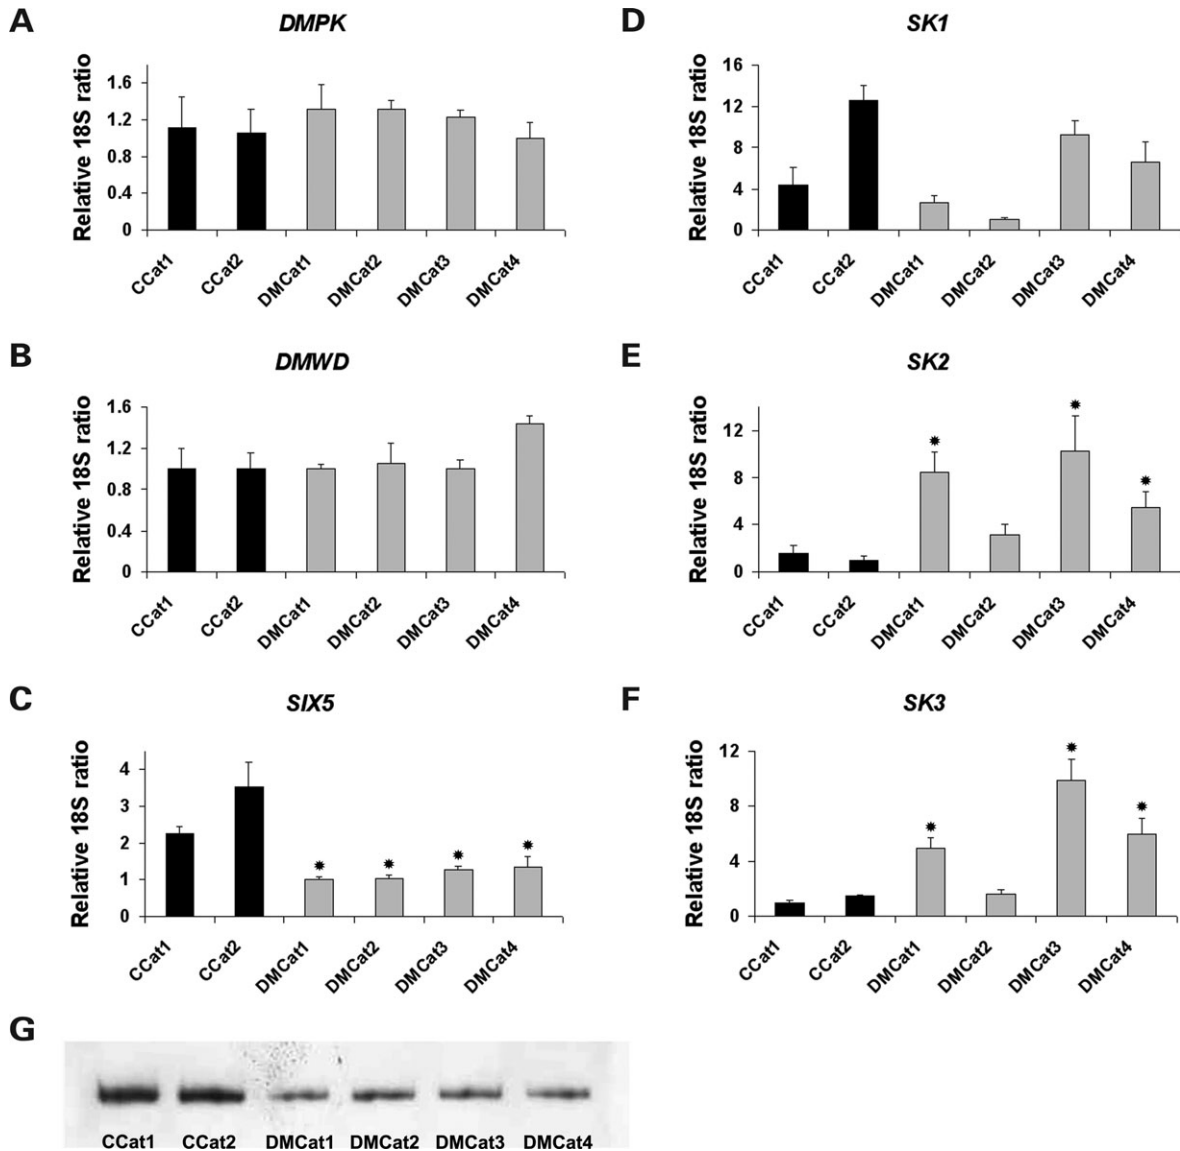 A
DMPK
Relative 18S ratio
1.6
1.2
0.8
0.4
0
CCat1 CCat2 DMCat1 DMCat2 DMCat3 DMCat4
B
DMWD
Relative 18S ratio
1.6
1.2
0.8
0.4
0
CCat1 CCat2 DMCat1 DMCat2 DMCat3 DMCat4
C
SIX5
Relative 18S ratio
4
3
2
1
0
CCat1 CCat2 DMCat1 DMCat2 DMCat3 DMCat4
D
SK1
Relative 18S ratio
16
12
8
4
0
CCat1 CCat2 DMCat1 DMCat2 DMCat3 DMCat4
E
SK2
Relative 18S ratio
12
8
4
0
CCat1 CCat2 DMCat1 DMCat2 DMCat3 DMCat4
F
SK3
Relative 18S ratio
12
8
4
0
CCat1 CCat2 DMCat1 DMCat2 DMCat3 DMCat4
G
CCat1 CCat2 DMCat1 DMCat2 DMCat3 DMCat4